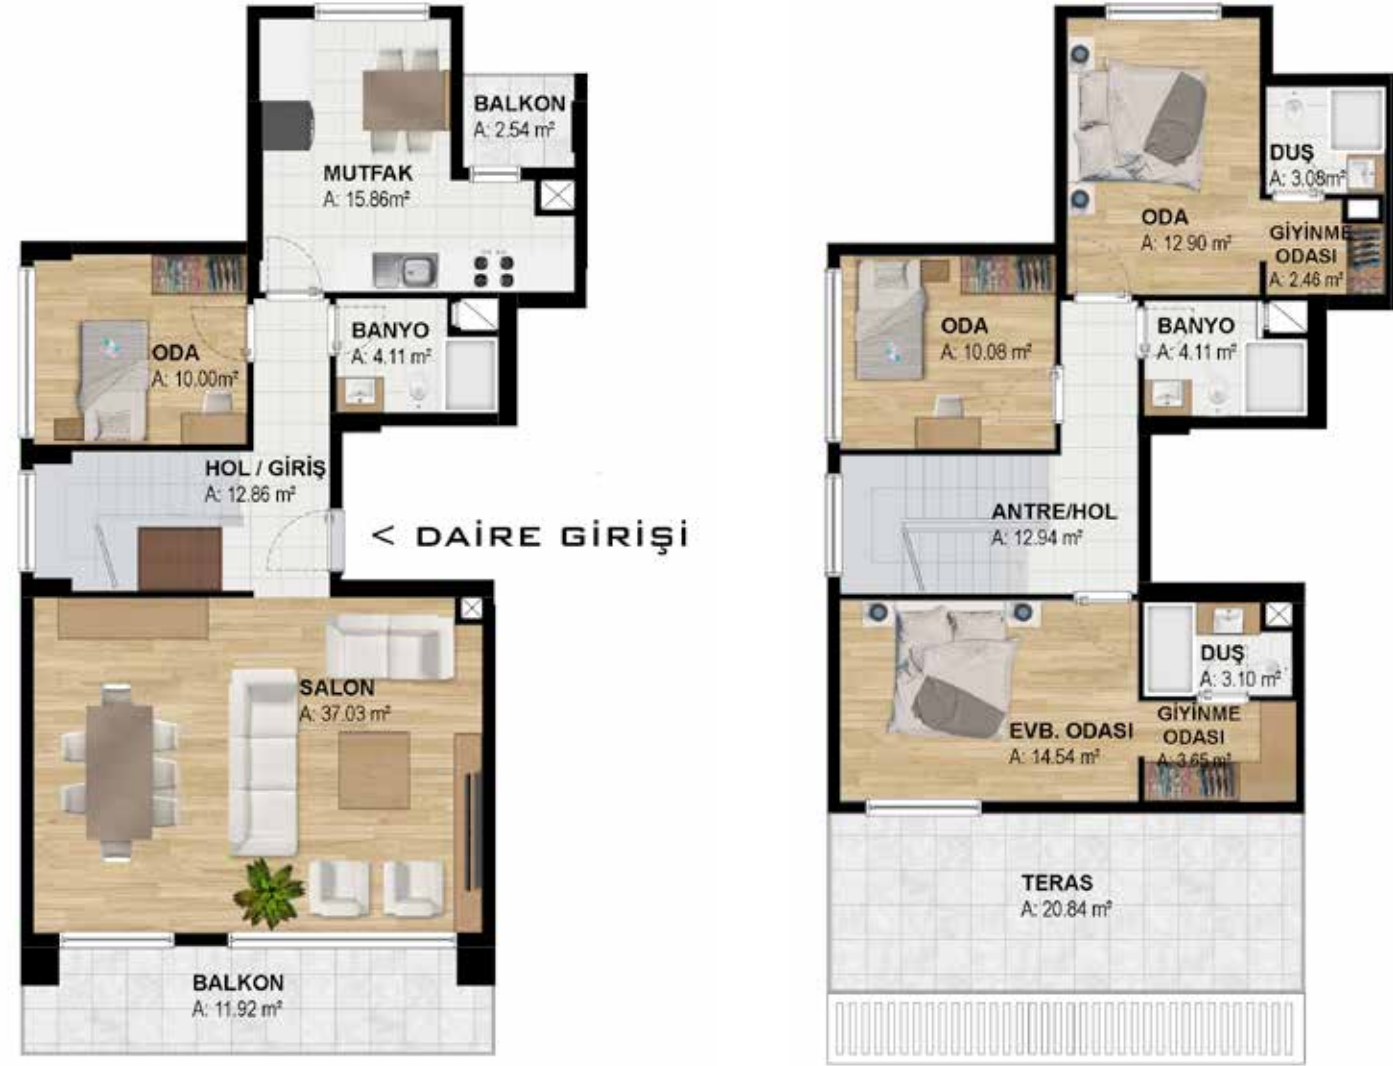 BALKON
A: 2.54 m²
MUTFAK
A: 15.86m²
ODA
A: 10.00m²
BANYO
A: 4.11 m²
HOL / GİRİŞ
A: 12.86 m²
< DAİRE GİRİŞİ
SALON
A: 37.03 m²
BALKON
A: 11.92 m²
DUŞ
A: 3.08m²
ODA
A: 12.90 m²
GİYİNME
ODASI
A: 2.46 m²
ODA
A: 10.08 m²
BANYO
A: 4.11 m²
ANTRE/HOL
A: 12.94 m²
DUŞ
A: 3.10 m²
GİYİNME
ODASI
A: 3.65 m²
EVB. ODASI
A: 14.54 m²
TERAS
A: 20.84 m²